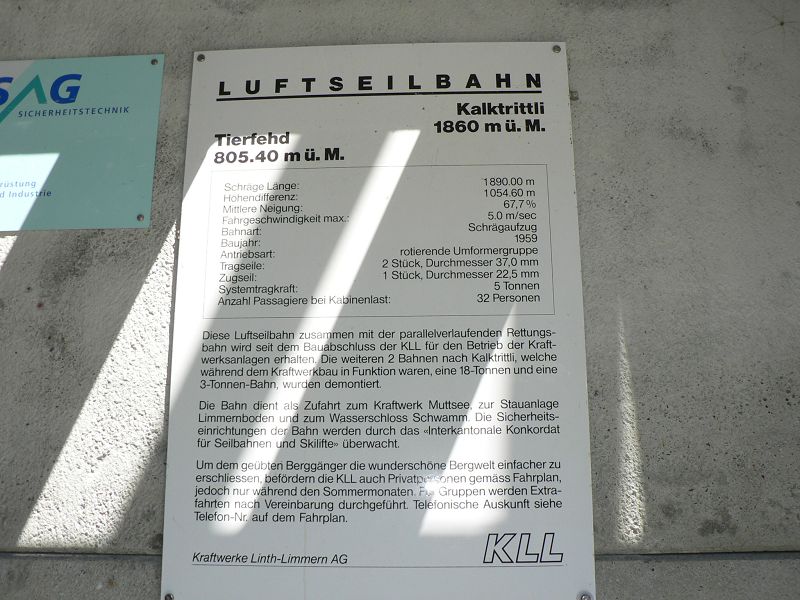 SAG
SICHERHEITSTECHNIK
rüstung
d Industrie
LUFTSEILBAHN
Kalktrittli
1860 m ü. M.
Tierfehd
805.40 m ü. M.
Schräge Länge: 1890.00 m
Höhendifferenz: 1054.60 m
Mittlere Neigung: 67,7%
Fahrgeschwindigkeit max.: 5.0 m/sec
Bahnart: Schrägaufzug
Baujahr: 1959
Antriebsart: rotierende Umformergruppe
Tragseile: 2 Stück, Durchmesser 37,0 mm
Zugseil: 1 Stück, Durchmesser 22,5 mm
Systemtragkraft: 5 Tonnen
Anzahl Passagiere bei Kabinenlast: 32 Personen
Diese Luftseilbahn zusammen mit der parallelverlaufenden Rettungs-
bahn wird seit dem Bauabschluss der KLL für den Betrieb der Kraft-
werksanlagen erhalten. Die weiteren 2 Bahnen nach Kalktrittli, welche
während dem Kraftwerkbau in Funktion waren, eine 18-Tonnen und eine
3-Tonnen-Bahn, wurden demontiert.
Die Bahn dient als Zufahrt zum Kraftwerk Muttsee, zur Stauanlage
Limmernboden und zum Wasserschloss Schwamm. Die Sicherheits-
einrichtungen der Bahn werden durch das «Interkantonale Konkordat
für Seilbahnen und Skilifte» überwacht.
Um dem geübten Berggänger die wunderschöne Bergwelt einfacher zu
erschliessen, befördern die KLL auch Privatpersonen gemäss Fahrplan,
jedoch nur während den Sommermonaten. Für Gruppen werden Extra-
fahrten nach Vereinbarung durchgeführt. Telefonische Auskunft siehe
Telefon-Nr. auf dem Fahrplan.
Kraftwerke Linth-Limmern AG
KLL